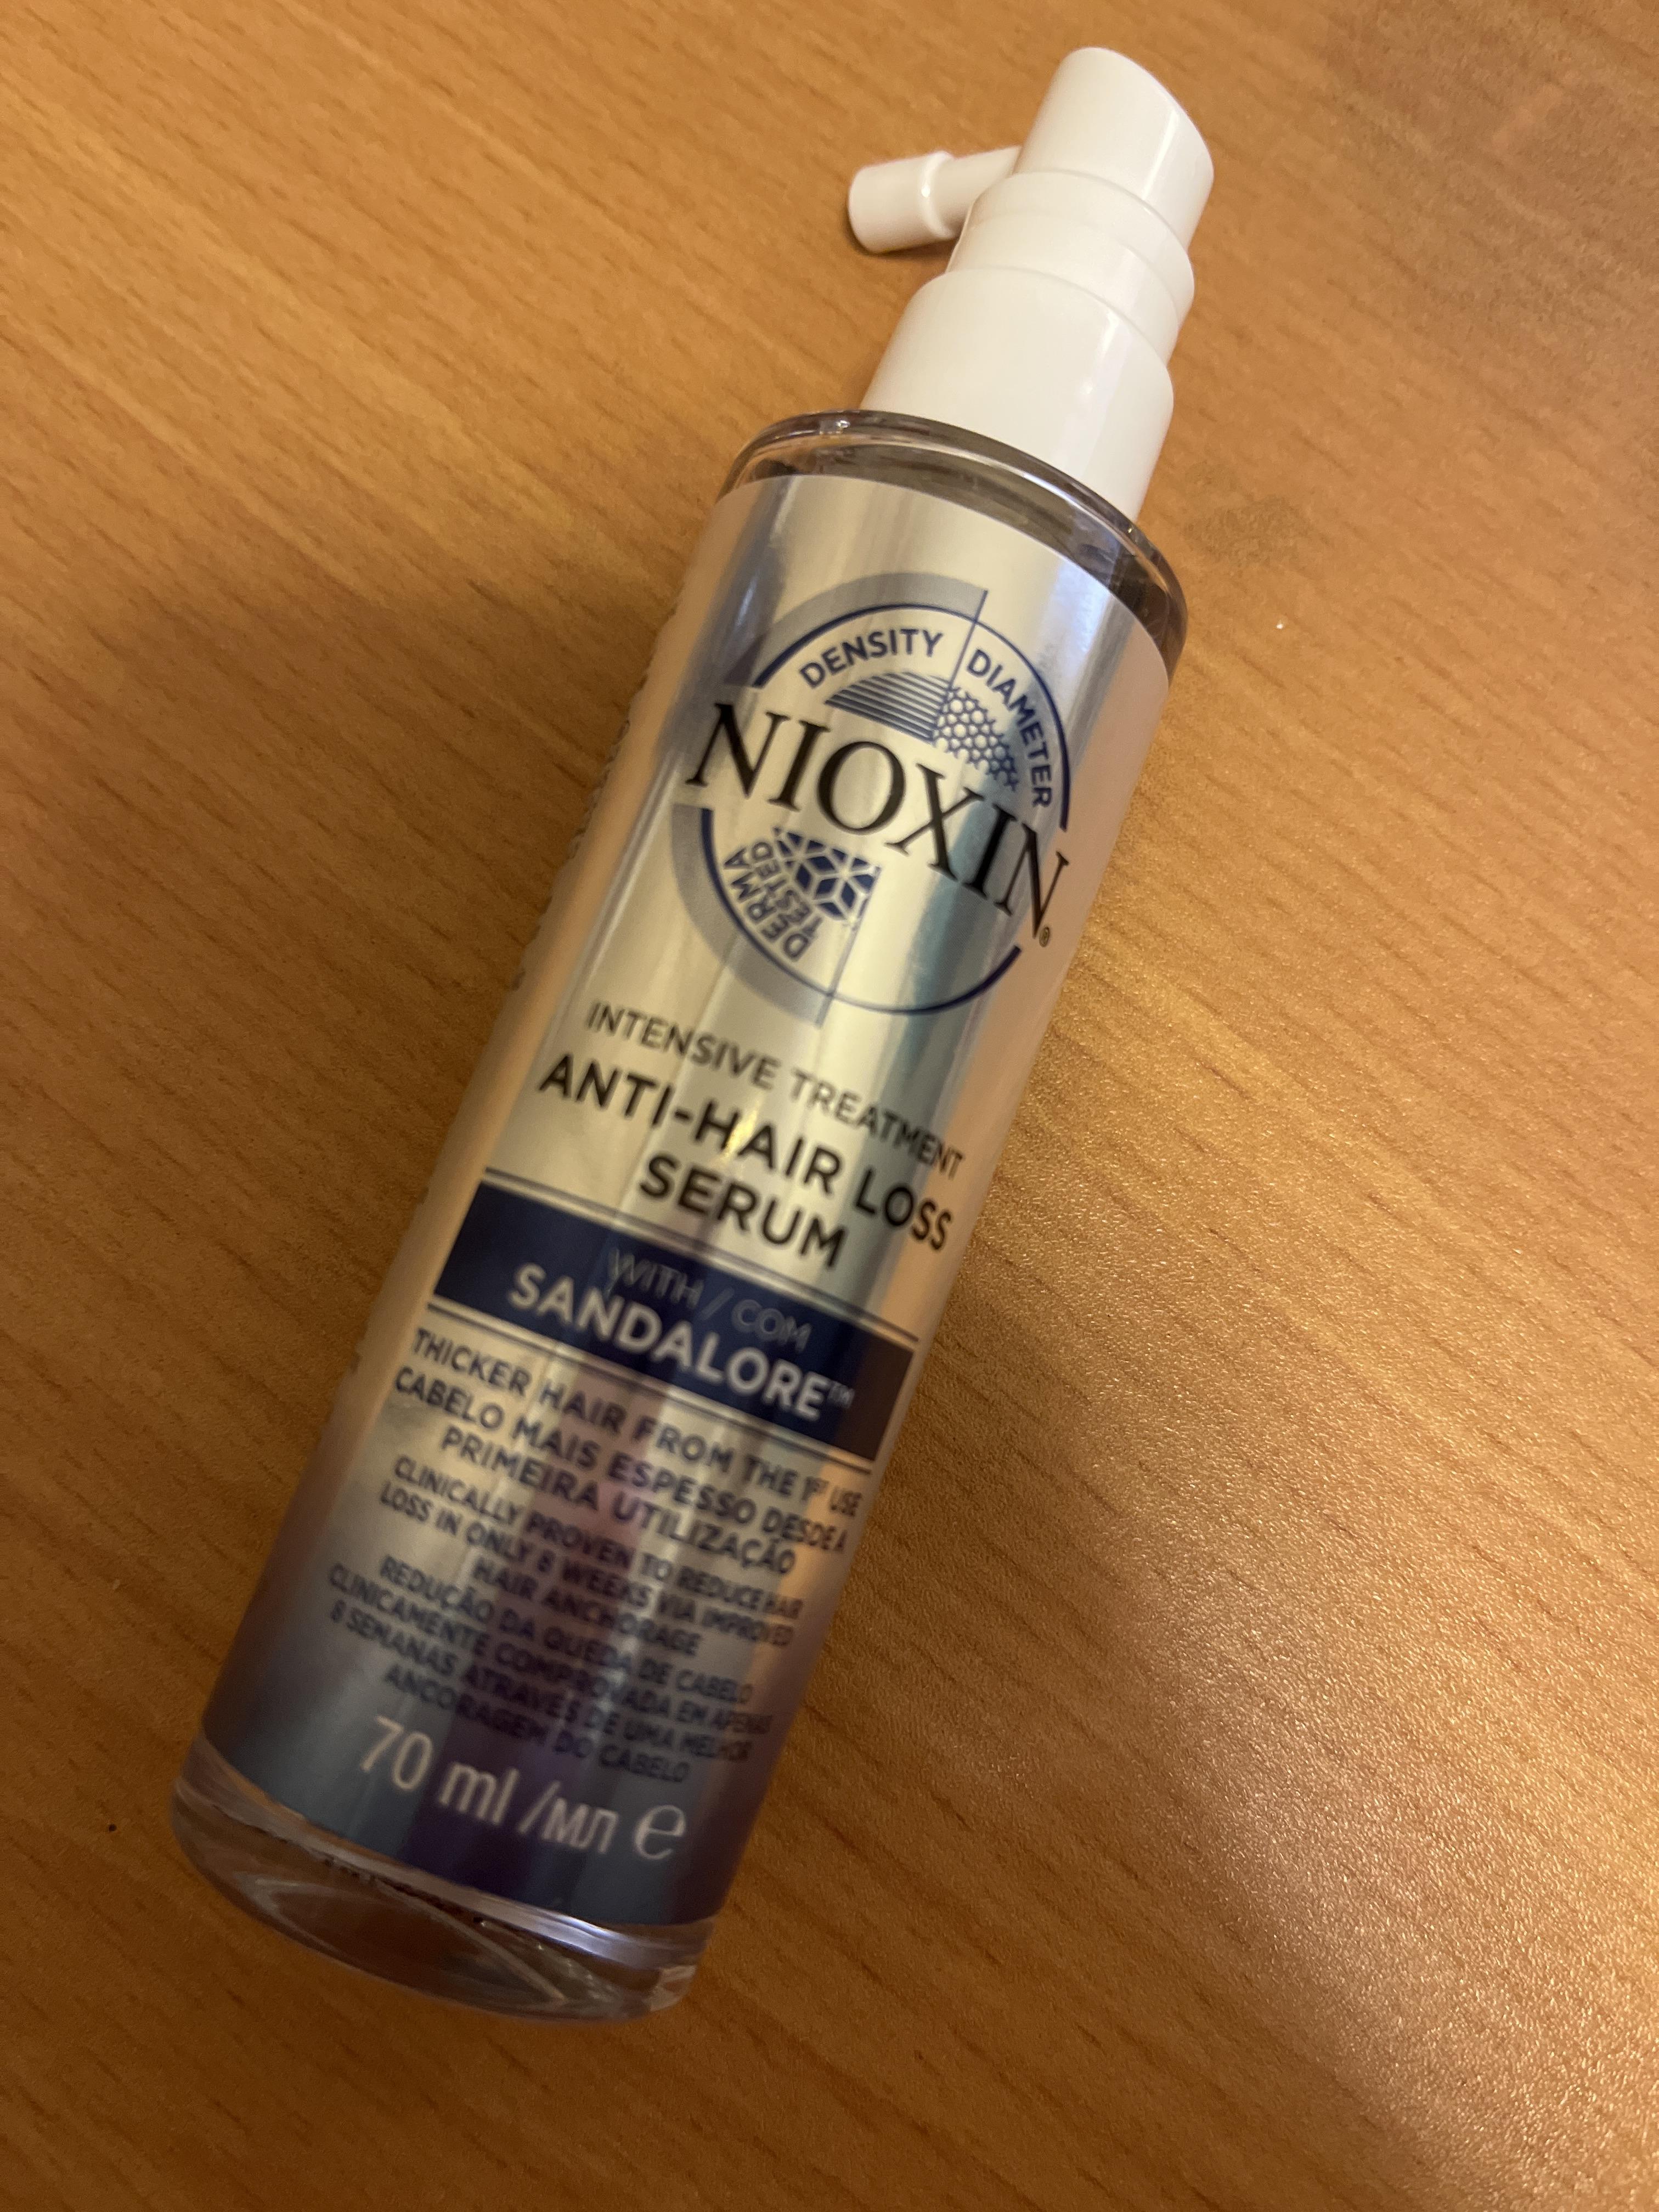 DENSITY
DIAMETER
NIOXIN®
DERMA
TESTED
INTENSIVE TREATMENT
ANTI-HAIR LOSS
SERUM
WITH / COM
SANDALORE™
THICKER HAIR FROM THE 1ST USE
CABELO MAIS ESPESSO DESDE A
PRIMEIRA UTILIZAÇÃO
CLINICALLY PROVEN TO REDUCE HAIR
LOSS IN ONLY 8 WEEKS VIA IMPROVED
HAIR ANCHORAGE
REDUÇÃO DA QUEDA DE CABELO
CLINICAMENTE COMPROVADA EM APENAS
8 SEMANAS ATRAVÉS DE UMA MELHOR
ANCORAGEM DO CABELO
70 ml /мл ℮